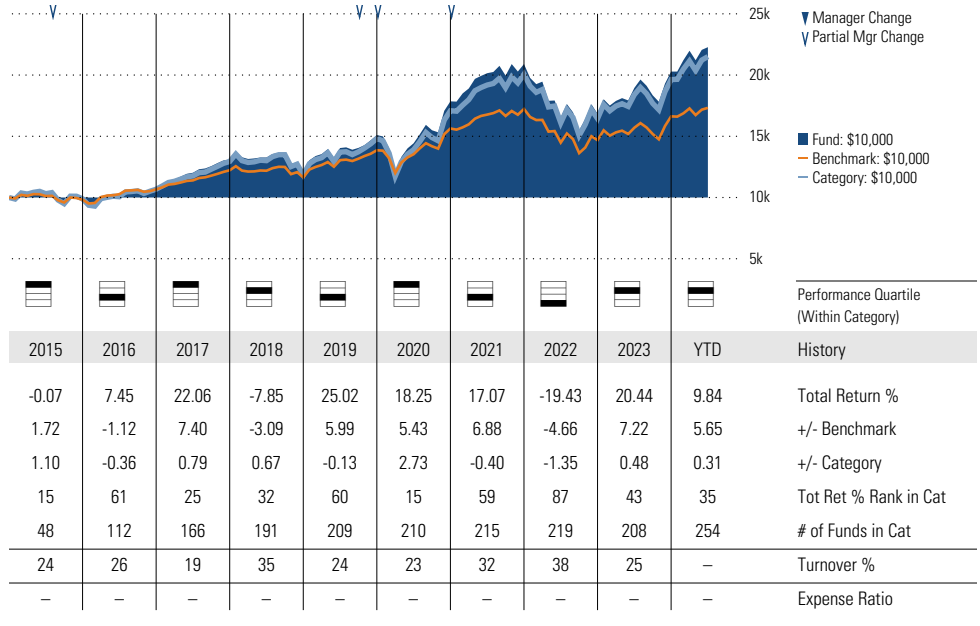 25k
▼ Manager Change
∨ Partial Mgr Change
20k
15k
Fund: $10,000
Benchmark: $10,000
Category: $10,000
10k
5k
Performance Quartile
(Within Category)
2015 2016 2017 2018 2019 2020 2021 2022 2023 YTD History
-0.07 7.45 22.06 -7.85 25.02 18.25 17.07 -19.43 20.44 9.84 Total Return %
1.72 -1.12 7.40 -3.09 5.99 5.43 6.88 -4.66 7.22 5.65 +/- Benchmark
1.10 -0.36 0.79 0.67 -0.13 2.73 -0.40 -1.35 0.48 0.31 +/- Category
15 61 25 32 60 15 59 87 43 35 Tot Ret % Rank in Cat
48 112 166 191 209 210 215 219 208 254 # of Funds in Cat
24 26 19 35 24 23 32 38 25 – Turnover %
– – – – – – – – – – Expense Ratio